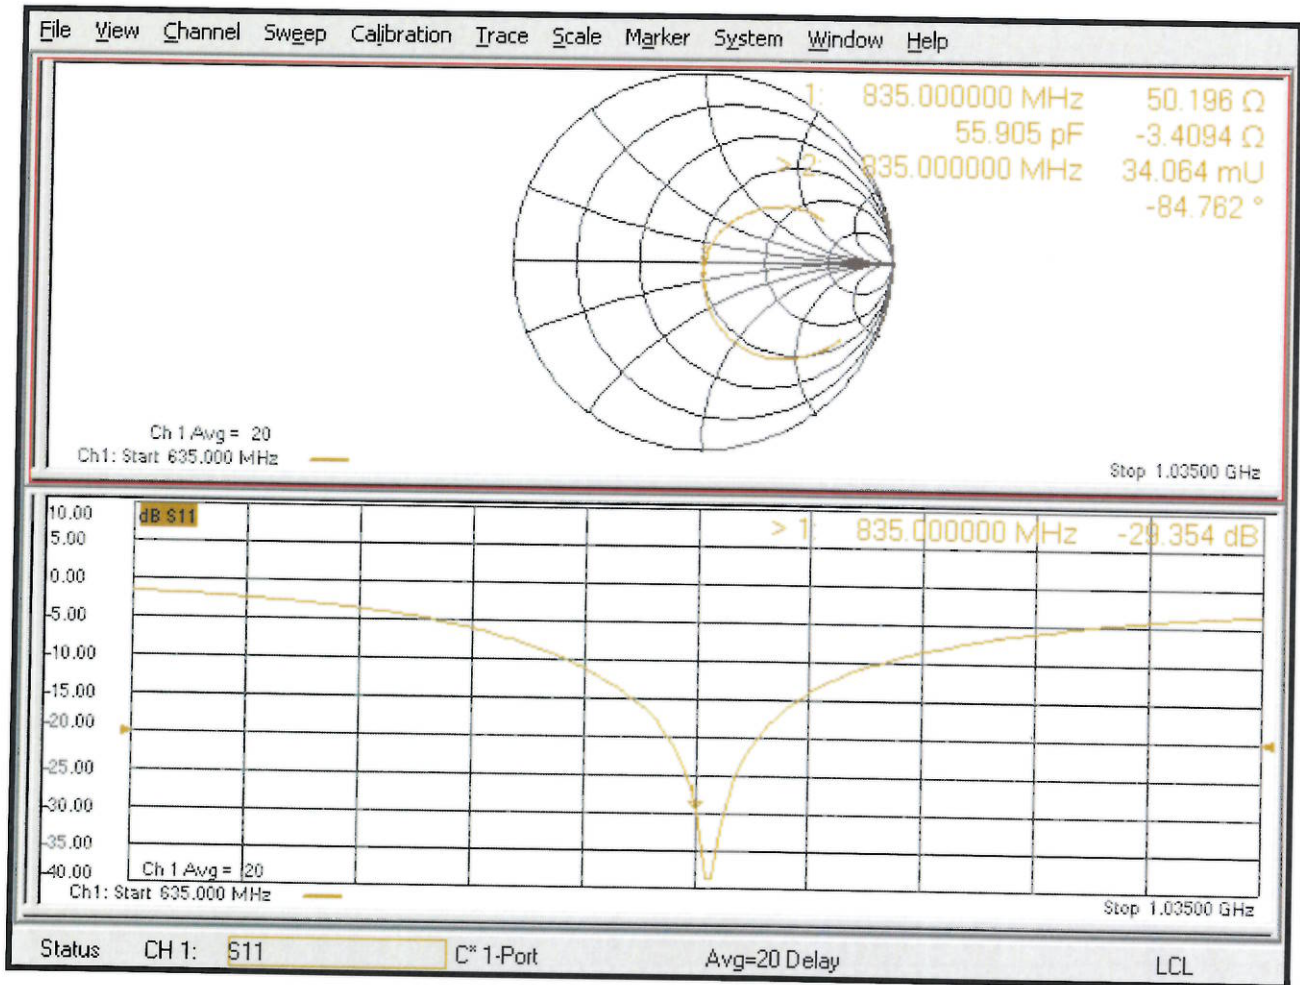 File View Channel Sweep Calibration Trace Scale Marker System Window Help
1: 835.000000 MHz 50.196 Ω
55.905 pF -3.4094 Ω
> 2: 835.000000 MHz 34.064 mU
-84.762 °
Ch 1 Avg = 20
Ch1: Start 635.000 MHz
Stop 1.03500 GHz
10.00
dB S11
> 1: 835.000000 MHz -29.354 dB
5.00
0.00
-5.00
-10.00
-15.00
-20.00
-25.00
-30.00
-35.00
-40.00
Ch 1 Avg = 20
Ch1: Start 635.000 MHz
Stop 1.03500 GHz
Status CH 1: S11 C* 1-Port Avg=20 Delay LCL